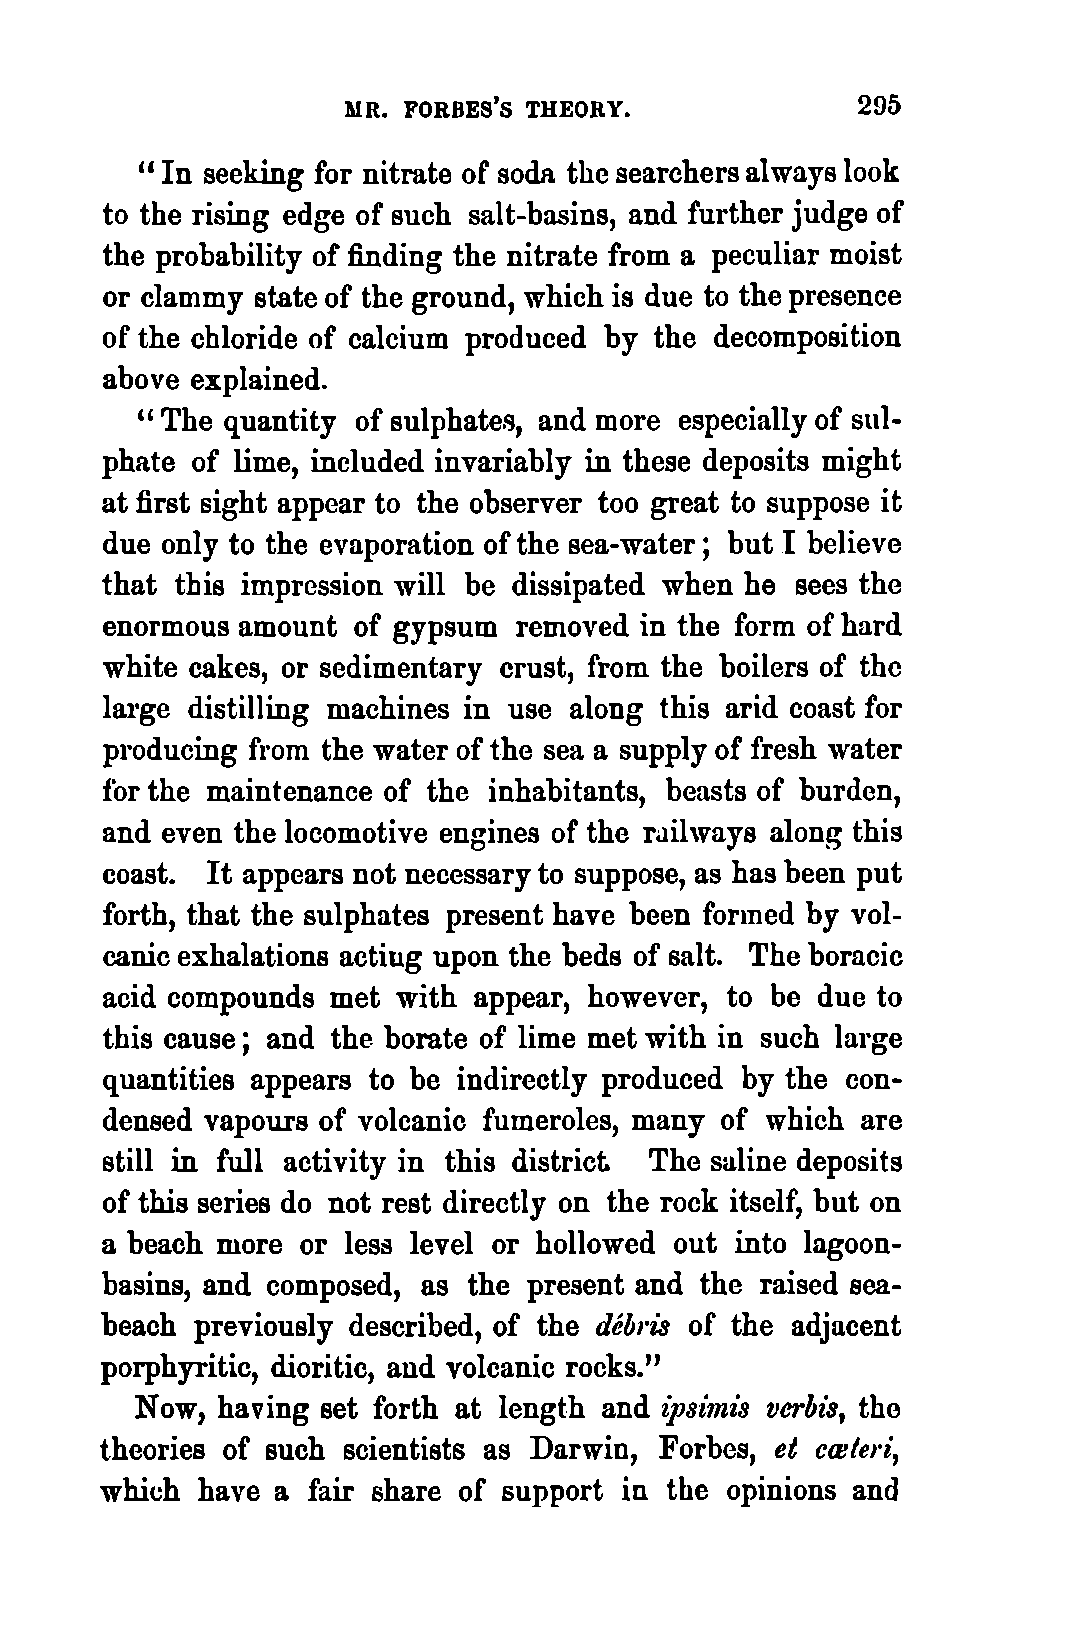 MR. FORBES'S THEORY. 295
"In seeking for nitrate of soda the searchers always look
to the rising edge of such salt-basins, and further judge of
the probability of finding the nitrate from a peculiar moist
or clammy state of the ground, which is due to the presence
of the chloride of calcium produced by the decomposition
above explained.
"The quantity of sulphates, and more especially of sul-
phate of lime, included invariably in these deposits might
at first sight appear to the observer too great to suppose it
due only to the evaporation of the sea-water; but I believe
that this impression will be dissipated when he sees the
enormous amount of gypsum removed in the form of hard
white cakes, or sedimentary crust, from the boilers of the
large distilling machines in use along this arid coast for
producing from the water of the sea a supply of fresh water
for the maintenance of the inhabitants, beasts of burden,
and even the locomotive engines of the railways along this
coast. It appears not necessary to suppose, as has been put
forth, that the sulphates present have been formed by vol-
canic exhalations acting upon the beds of salt. The boracic
acid compounds met with appear, however, to be due to
this cause; and the borate of lime met with in such large
quantities appears to be indirectly produced by the con-
densed vapours of volcanic fumeroles, many of which are
still in full activity in this district. The saline deposits
of this series do not rest directly on the rock itself, but on
a beach more or less level or hollowed out into lagoon-
basins, and composed, as the present and the raised sea-
beach previously described, of the débris of the adjacent
porphyritic, dioritic, and volcanic rocks."
Now, having set forth at length and ipsimis verbis, the
theories of such scientists as Darwin, Forbes, et cæteri,
which have a fair share of support in the opinions and